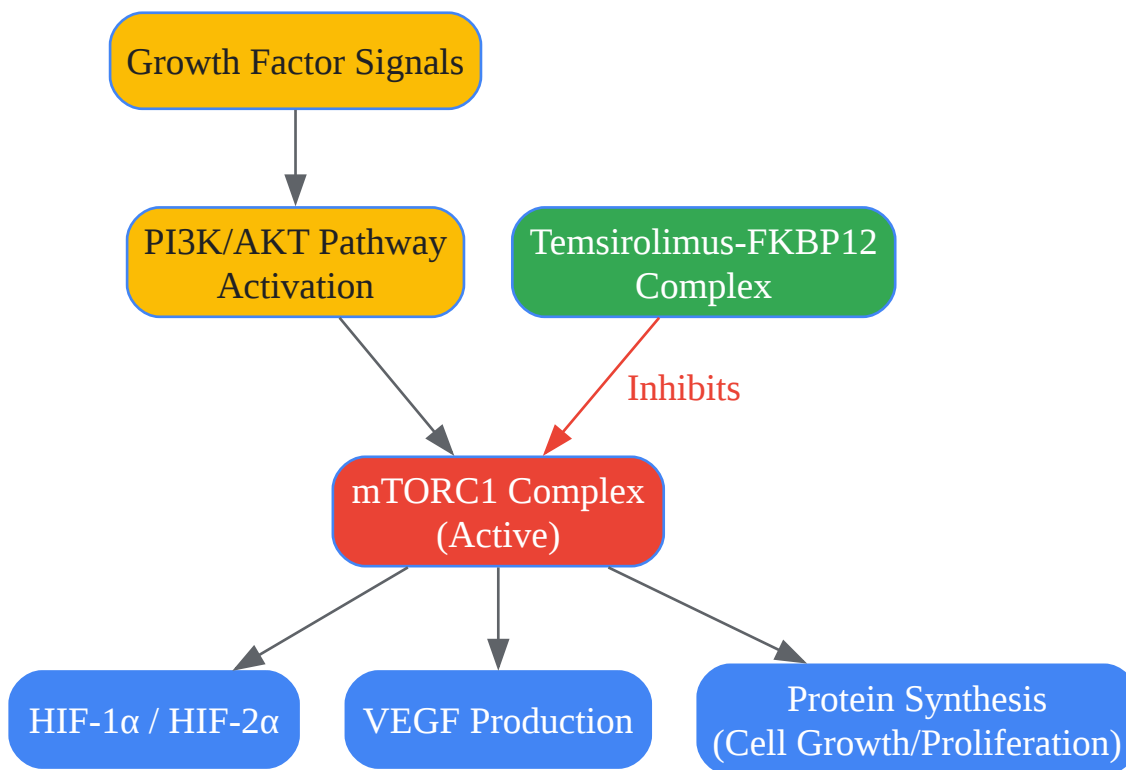 Growth Factor Signals
PI3K/AKT Pathway
Activation
Temsirolimus-FKBP12
Complex
Inhibits
mTORC1 Complex
(Active)
HIF-1α / HIF-2α
VEGF Production
Protein Synthesis
(Cell Growth/Proliferation)